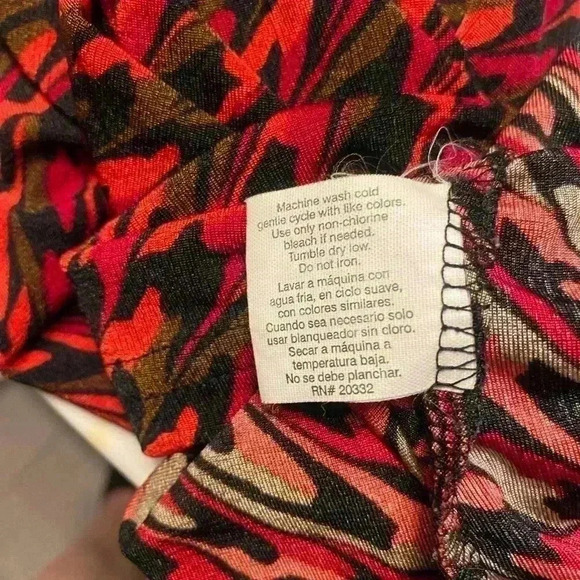 Machine wash cold
gentle cycle with like colors.
Use only non-chlorine
bleach if needed.
Tumble dry low.
Do not iron.
Lavar a máquina con
agua fria, en ciclo suave,
con colores similares.
Cuando sea necesario solo
usar blanqueador sin cloro.
Secar a máquina a
temperatura baja.
No se debe planchar.
RN# 20332